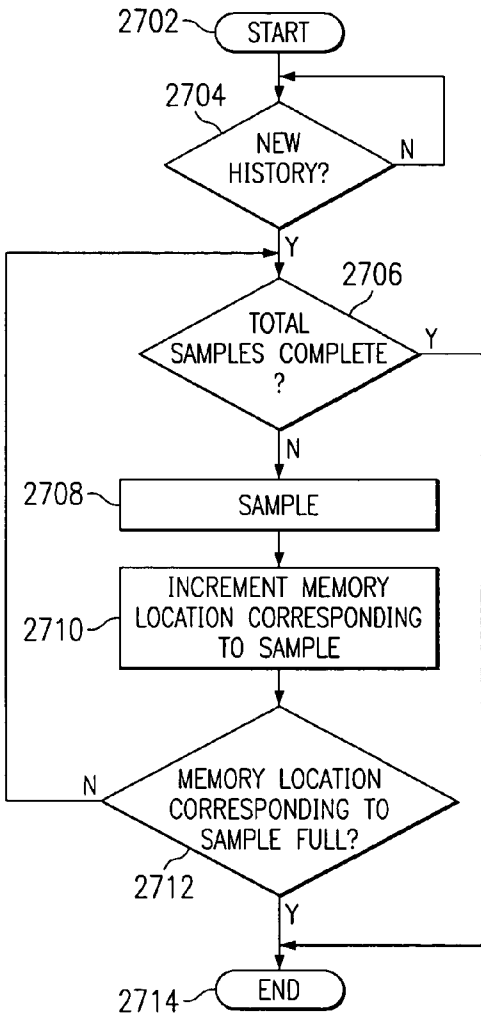 2702
START
2704
NEW
HISTORY?
N
Y
2706
TOTAL
SAMPLES COMPLETE
?
Y
N
2708
SAMPLE
2710
INCREMENT MEMORY
LOCATION CORRESPONDING
TO SAMPLE
N
MEMORY LOCATION
CORRESPONDING TO
SAMPLE FULL?
2712
Y
2714
END